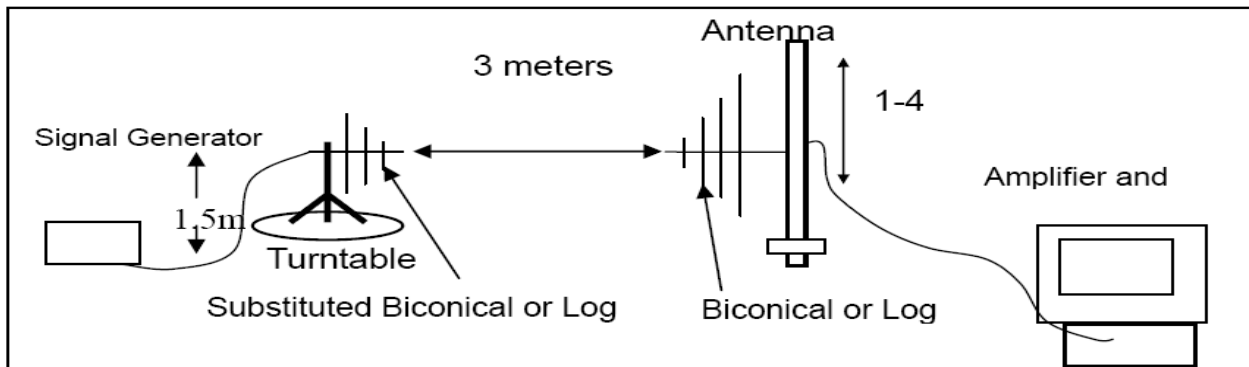 Antenna
3 meters
1-4
Signal Generator
Amplifier and
1.5m
Turntable
Substituted Biconical or Log
Biconical or Log